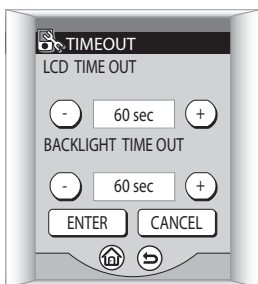 TIMEOUT
LCD TIME OUT
- 60 sec +
BACKLIGHT TIME OUT
- 60 sec +
ENTER CANCEL